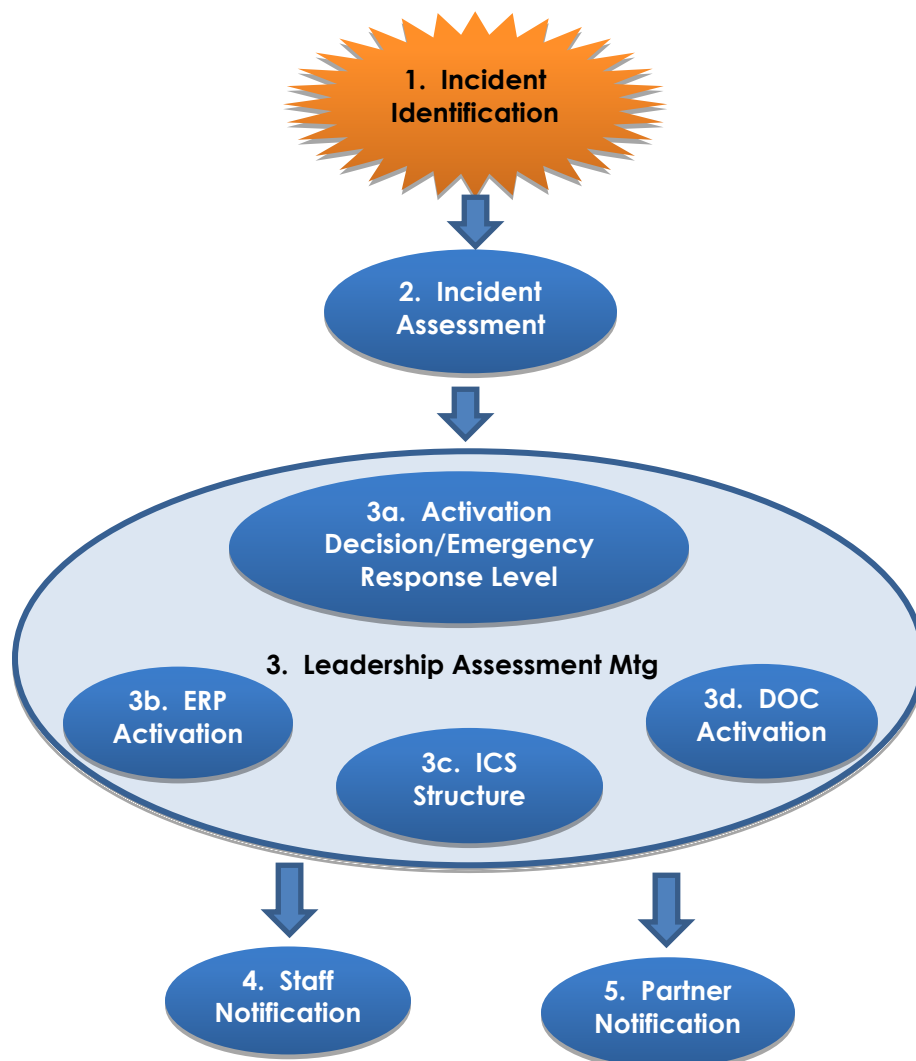 1. Incident
Identification
2. Incident
Assessment
3a. Activation
Decision/Emergency
Response Level
3. Leadership Assessment Mtg
3b. ERP
Activation
3c. ICS
Structure
3d. DOC
Activation
4. Staff
Notification
5. Partner
Notification